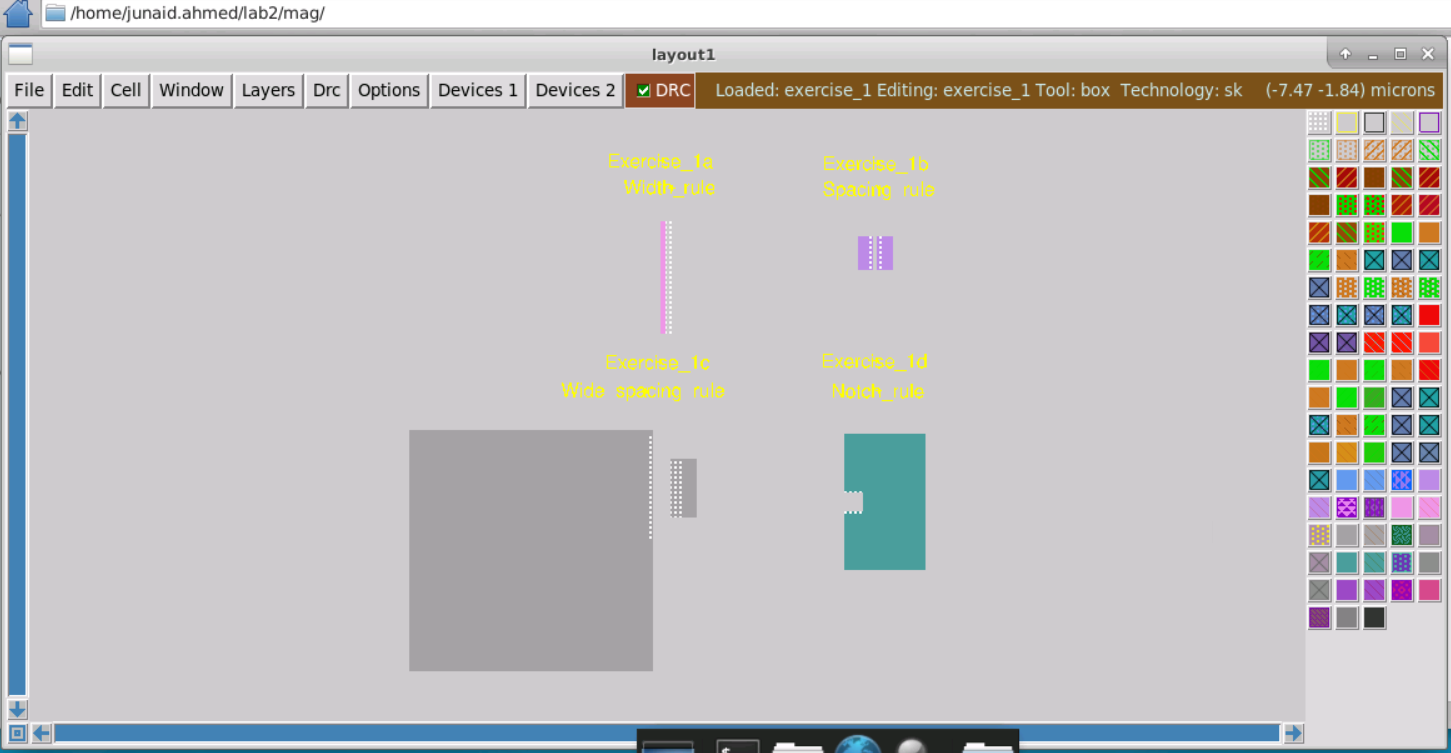 /home/junaid.ahmed/lab2/mag/
layout1
File Edit Cell Window Layers Drc Options Devices 1 Devices 2 DRC Loaded: exercise_1 Editing: exercise_1 Tool: box Technology: sk (-7.47 -1.84) microns
Exercise_1a
Width_rule
Exercise_1b
Spacing_rule
Exercise_1c
Wide_spacing_rule
Exercise_1d
Notch_rule